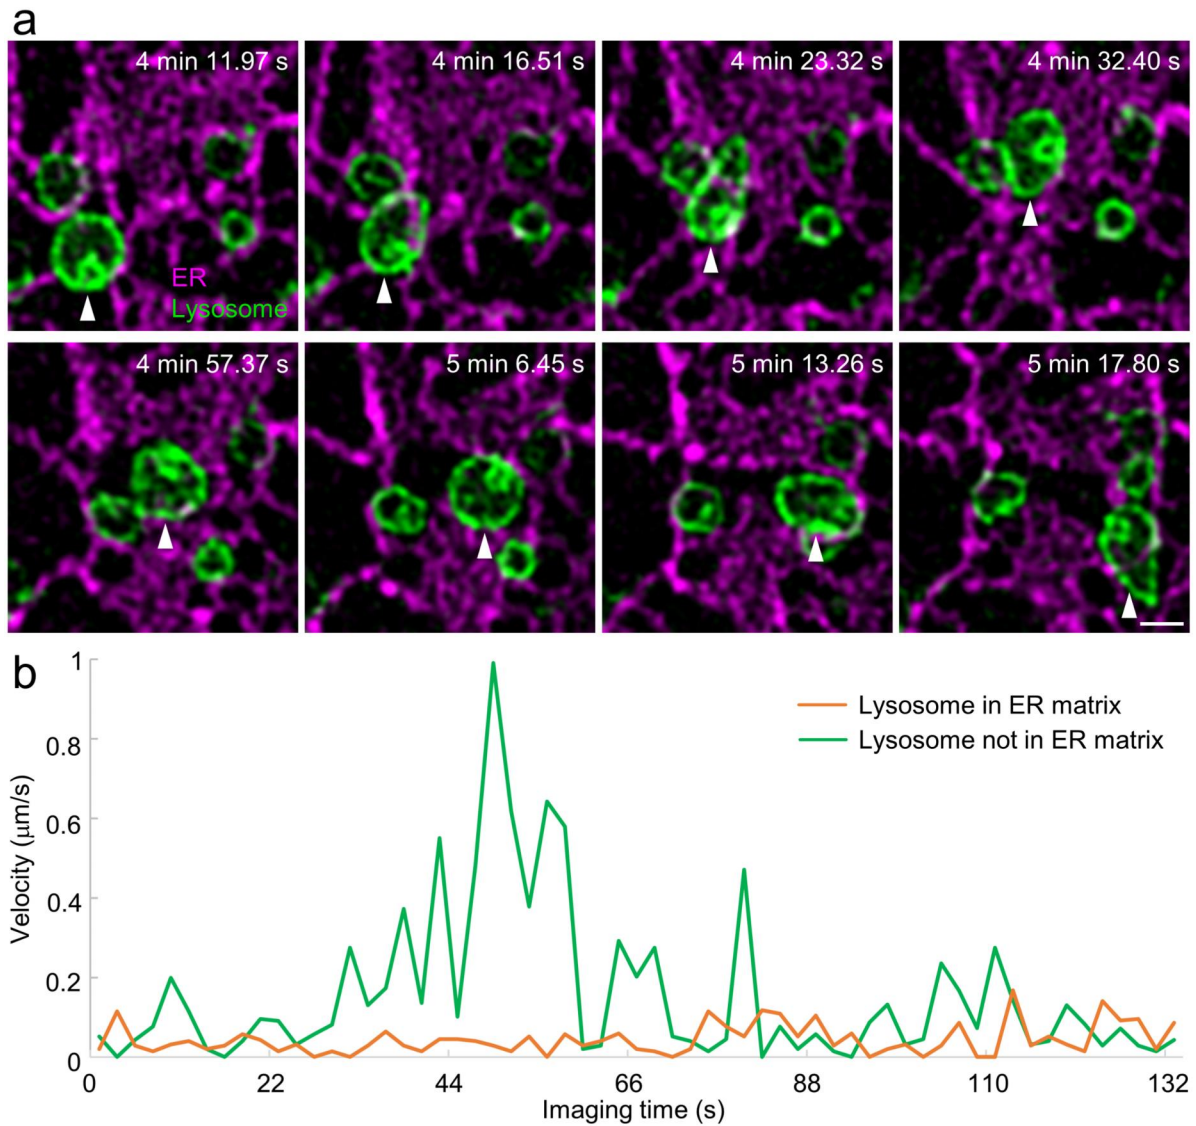 a
4 min 11.97 s
4 min 16.51 s
4 min 23.32 s
4 min 32.40 s
ER
Lysosome
4 min 57.37 s
5 min 6.45 s
5 min 13.26 s
5 min 17.80 s
b
1
0.8
0.6
0.4
0.2
0
Velocity (μm/s)
Lysosome in ER matrix
Lysosome not in ER matrix
0 22 44 66 88 110 132
Imaging time (s)